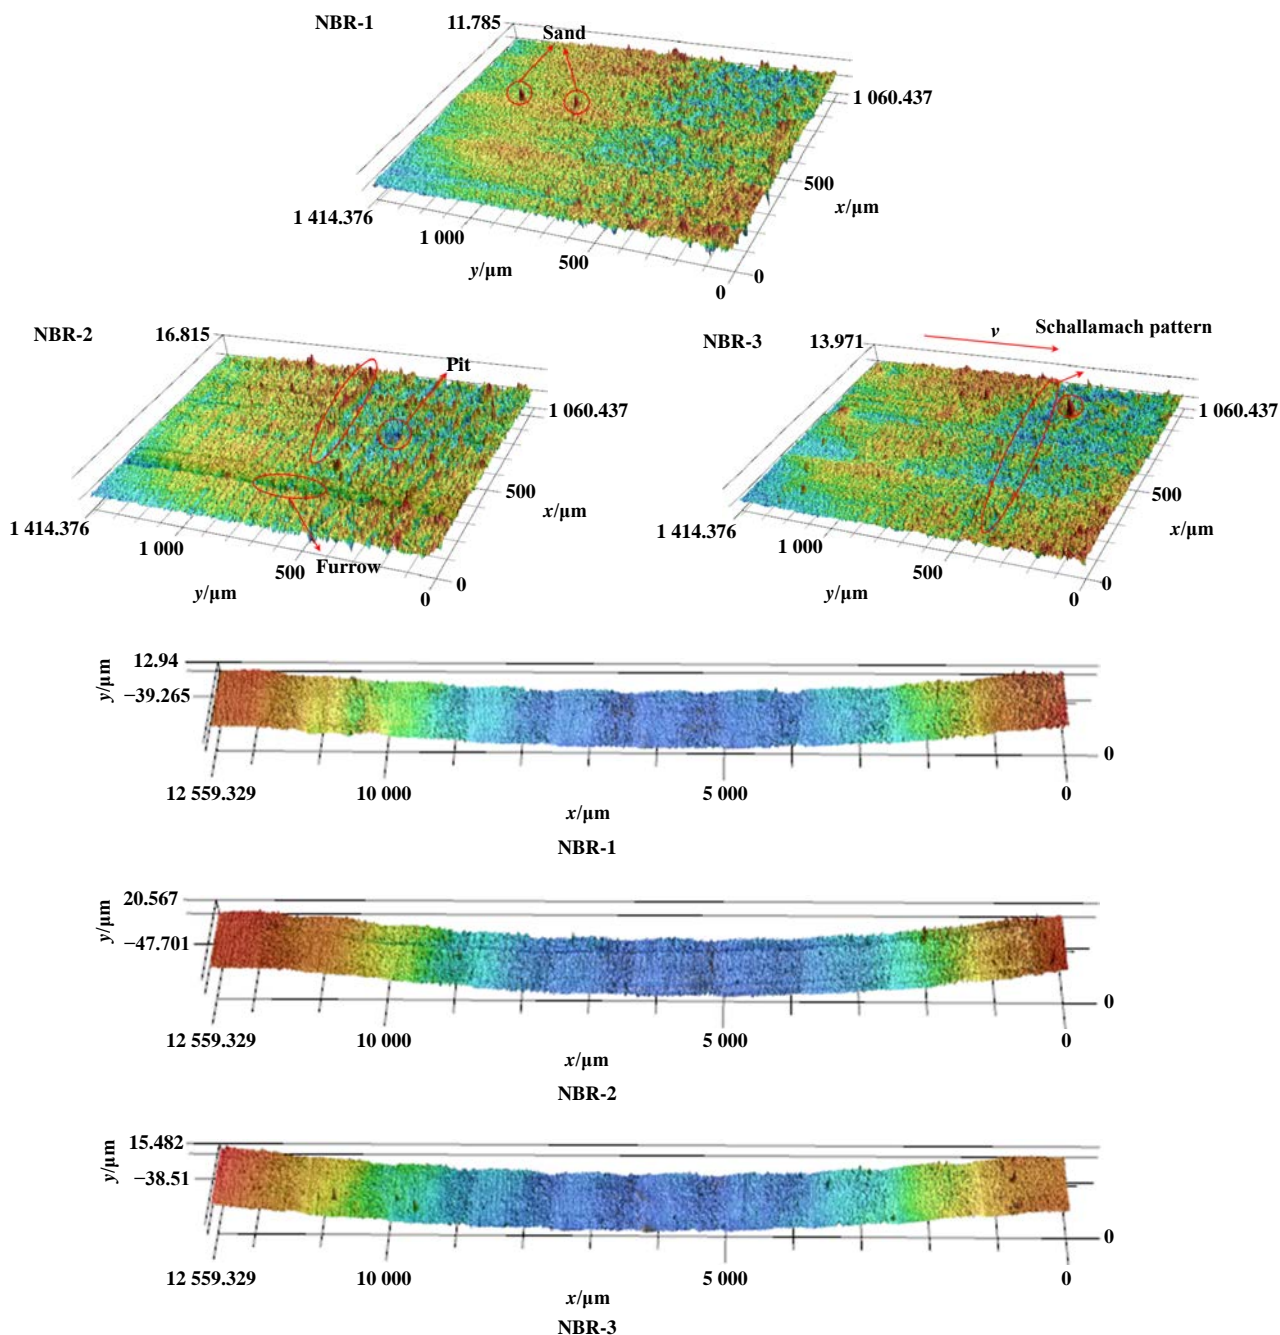 NBR-1
11.785
Sand
1 060.437
500
x/μm
0
1 414.376
1 000
y/μm
500
0
NBR-2
16.815
Pit
1 060.437
500
x/μm
0
1 414.376
1 000
y/μm
500
Furrow
0
NBR-3
13.971
v
Schallamach pattern
1 060.437
500
x/μm
0
1 414.376
1 000
y/μm
500
0
y/μm
12.94
−39.265
0
12 559.329
10 000
5 000
0
x/μm
NBR-1
y/μm
20.567
−47.701
0
12 559.329
10 000
5 000
0
x/μm
NBR-2
y/μm
15.482
−38.51
0
12 559.329
10 000
5 000
0
x/μm
NBR-3